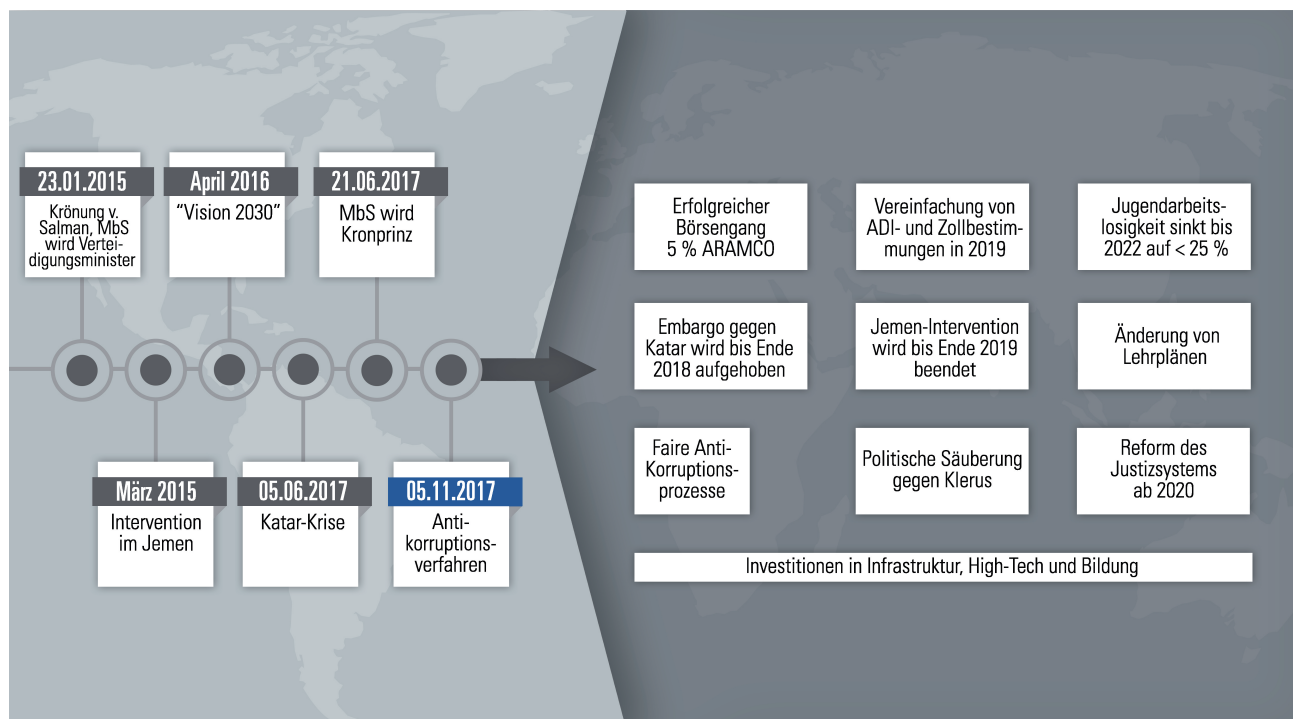 23.01.2015
Krönung v.
Salman, MbS
wird Vertei-
digungsminister
April 2016
"Vision 2030"
21.06.2017
MbS wird
Kronprinz
März 2015
Intervention
im Jemen
05.06.2017
Katar-Krise
05.11.2017
Anti-
korruptions-
verfahren
Erfolgreicher
Börsengang
5 % ARAMCO
Vereinfachung von
ADI- und Zollbestim-
mungen in 2019
Jugendarbeits-
losigkeit sinkt bis
2022 auf < 25 %
Embargo gegen
Katar wird bis Ende
2018 aufgehoben
Jemen-Intervention
wird bis Ende 2019
beendet
Änderung von
Lehrplänen
Faire Anti-
Korruptions-
prozesse
Politische Säuberung
gegen Klerus
Reform des
Justizsystems
ab 2020
Investitionen in Infrastruktur, High-Tech und Bildung